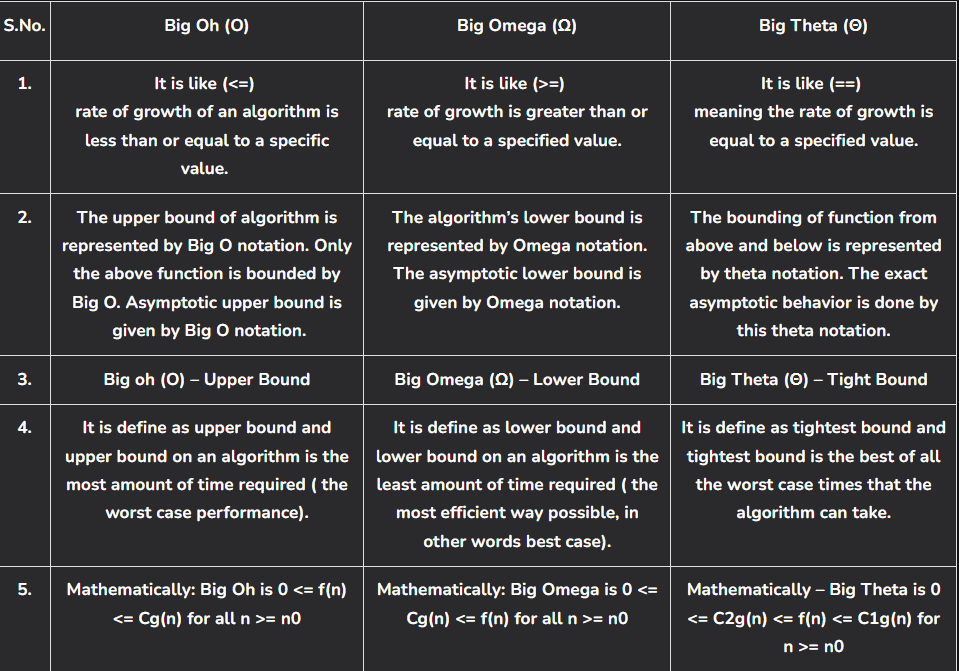 S.No.
Big Oh (O)
Big Omega (Ω)
Big Theta (Θ)
1.
It is like (<=)
rate of growth of an algorithm is
less than or equal to a specific
value.
It is like (>=)
rate of growth is greater than or
equal to a specified value.
It is like (==)
meaning the rate of growth is
equal to a specified value.
2.
The upper bound of algorithm is
represented by Big O notation. Only
the above function is bounded by
Big O. Asymptotic upper bound is
given by Big O notation.
The algorithm's lower bound is
represented by Omega notation.
The asymptotic lower bound is
given by Omega notation.
The bounding of function from
above and below is represented
by theta notation. The exact
asymptotic behavior is done by
this theta notation.
3.
Big oh (O) – Upper Bound
Big Omega (Ω) – Lower Bound
Big Theta (Θ) – Tight Bound
4.
It is define as upper bound and
upper bound on an algorithm is the
most amount of time required ( the
worst case performance).
It is define as lower bound and
lower bound on an algorithm is the
least amount of time required ( the
most efficient way possible, in
other words best case).
It is define as tightest bound and
tightest bound is the best of all
the worst case times that the
algorithm can take.
5.
Mathematically: Big Oh is 0 <= f(n)
<= Cg(n) for all n >= n0
Mathematically: Big Omega is 0 <=
Cg(n) <= f(n) for all n >= n0
Mathematically – Big Theta is 0
<= C2g(n) <= f(n) <= C1g(n) for
n >= n0